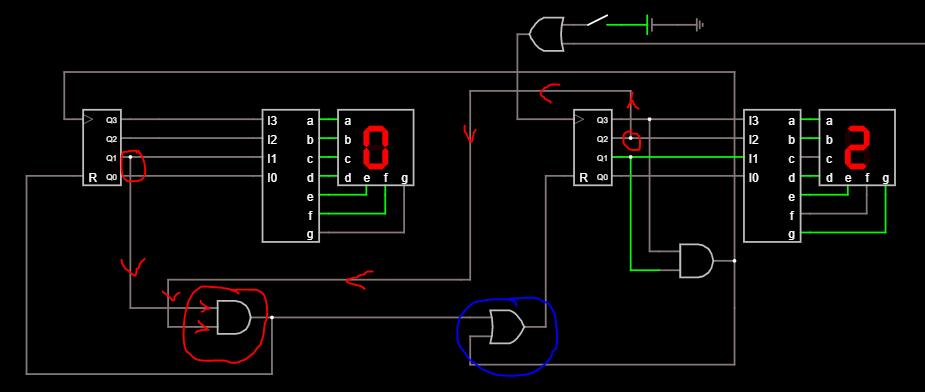 Q3 I3 a a Q3 I3 a a
Q2 I2 b b Q2 I2 b b
Q1 I1 c c Q1 I1 c c
R Q0 I0 d d e f g R Q0 I0 d d e f g
e e
f f
g g
0 2